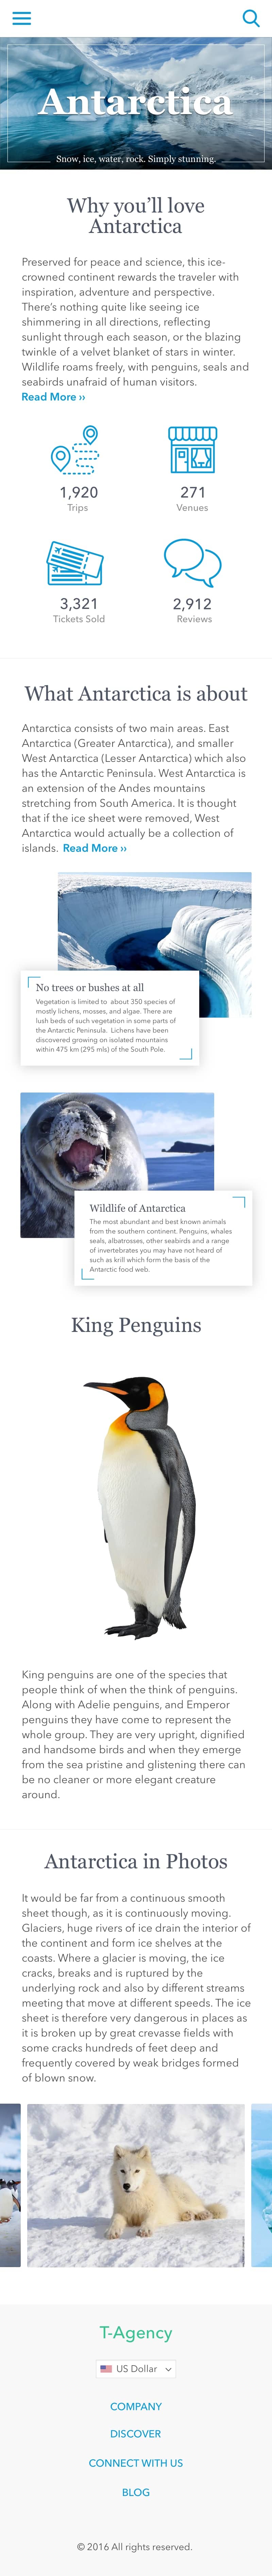 Antarctica
Snow, ice, water, rock. Simply stunning.
Why you’ll love
Antarctica
Preserved for peace and science, this ice-
crowned continent rewards the traveler with
inspiration, adventure and perspective.
There’s nothing quite like seeing ice
shimmering in all directions, reflecting
sunlight through each season, or the blazing
twinkle of a velvet blanket of stars in winter.
Wildlife roams freely, with penguins, seals and
seabirds unafraid of human visitors.
Read More ››
1,920
Trips
271
Venues
3,321
Tickets Sold
2,912
Reviews
What Antarctica is about
Antarctica consists of two main areas. East
Antarctica (Greater Antarctica), and smaller
West Antarctica (Lesser Antarctica) which also
has the Antarctic Peninsula. West Antarctica is
an extension of the Andes mountains
stretching from South America. It is thought
that if the ice sheet were removed, West
Antarctica would actually be a collection of
islands. Read More ››
No trees or bushes at all
Vegetation is limited to about 350 species of
mostly lichens, mosses, and algae. There are
lush beds of such vegetation in some parts of
the Antarctic Peninsula. Lichens have been
discovered growing on isolated mountains
within 475 km (295 mls) of the South Pole.
Wildlife of Antarctica
The most abundant and best known animals
from the southern continent. Penguins, whales
seals, albatrosses, other seabirds and a range
of invertebrates you may have not heard of
such as krill which form the basis of the
Antarctic food web.
King Penguins
King penguins are one of the species that
people think of when the think of penguins.
Along with Adelie penguins, and Emperor
penguins they have come to represent the
whole group. They are very upright, dignified
and handsome birds and when they emerge
from the sea pristine and glistening there can
be no cleaner or more elegant creature
around.
Antarctica in Photos
It would be far from a continuous smooth
sheet though, as it is continuously moving.
Glaciers, huge rivers of ice drain the interior of
the continent and form ice shelves at the
coasts. Where a glacier is moving, the ice
cracks, breaks and is ruptured by the
underlying rock and also by different streams
meeting that move at different speeds. The ice
sheet is therefore very dangerous in places as
it is broken up by great crevasse fields with
some cracks hundreds of feet deep and
frequently covered by weak bridges formed
of blown snow.
T-Agency
US Dollar
COMPANY
DISCOVER
CONNECT WITH US
BLOG
© 2016 All rights reserved.